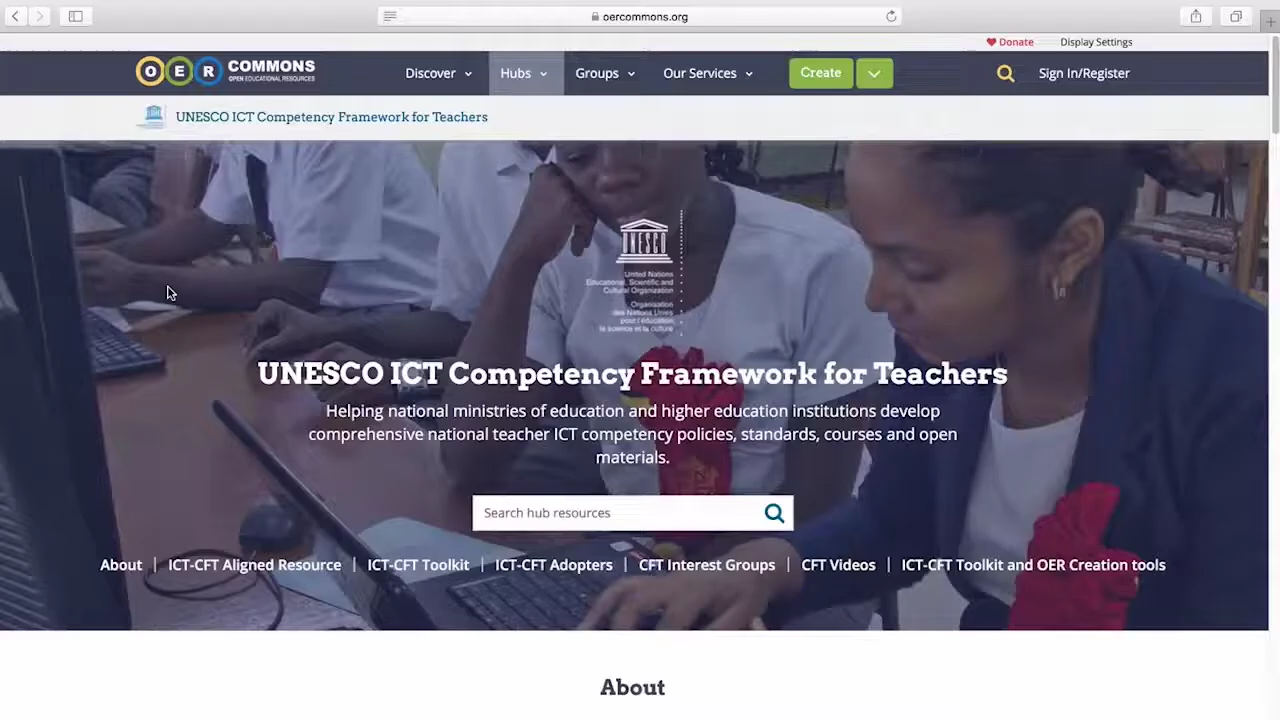 oercommons.org
Donate
Display Settings
OER COMMONS
OPEN EDUCATIONAL RESOURCES
Discover
Hubs
Groups
Our Services
Create
Sign In/Register
UNESCO ICT Competency Framework for Teachers
UNESCO
United Nations
Educational, Scientific and
Cultural Organization
Organisation
des Nations Unies
pour l'éducation,
la science et la culture
UNESCO ICT Competency Framework for Teachers
Helping national ministries of education and higher education institutions develop
comprehensive national teacher ICT competency policies, standards, courses and open
materials.
Search hub resources
About | ICT-CFT Aligned Resource | ICT-CFT Toolkit | ICT-CFT Adopters | CFT Interest Groups | CFT Videos | ICT-CFT Toolkit and OER Creation tools
About